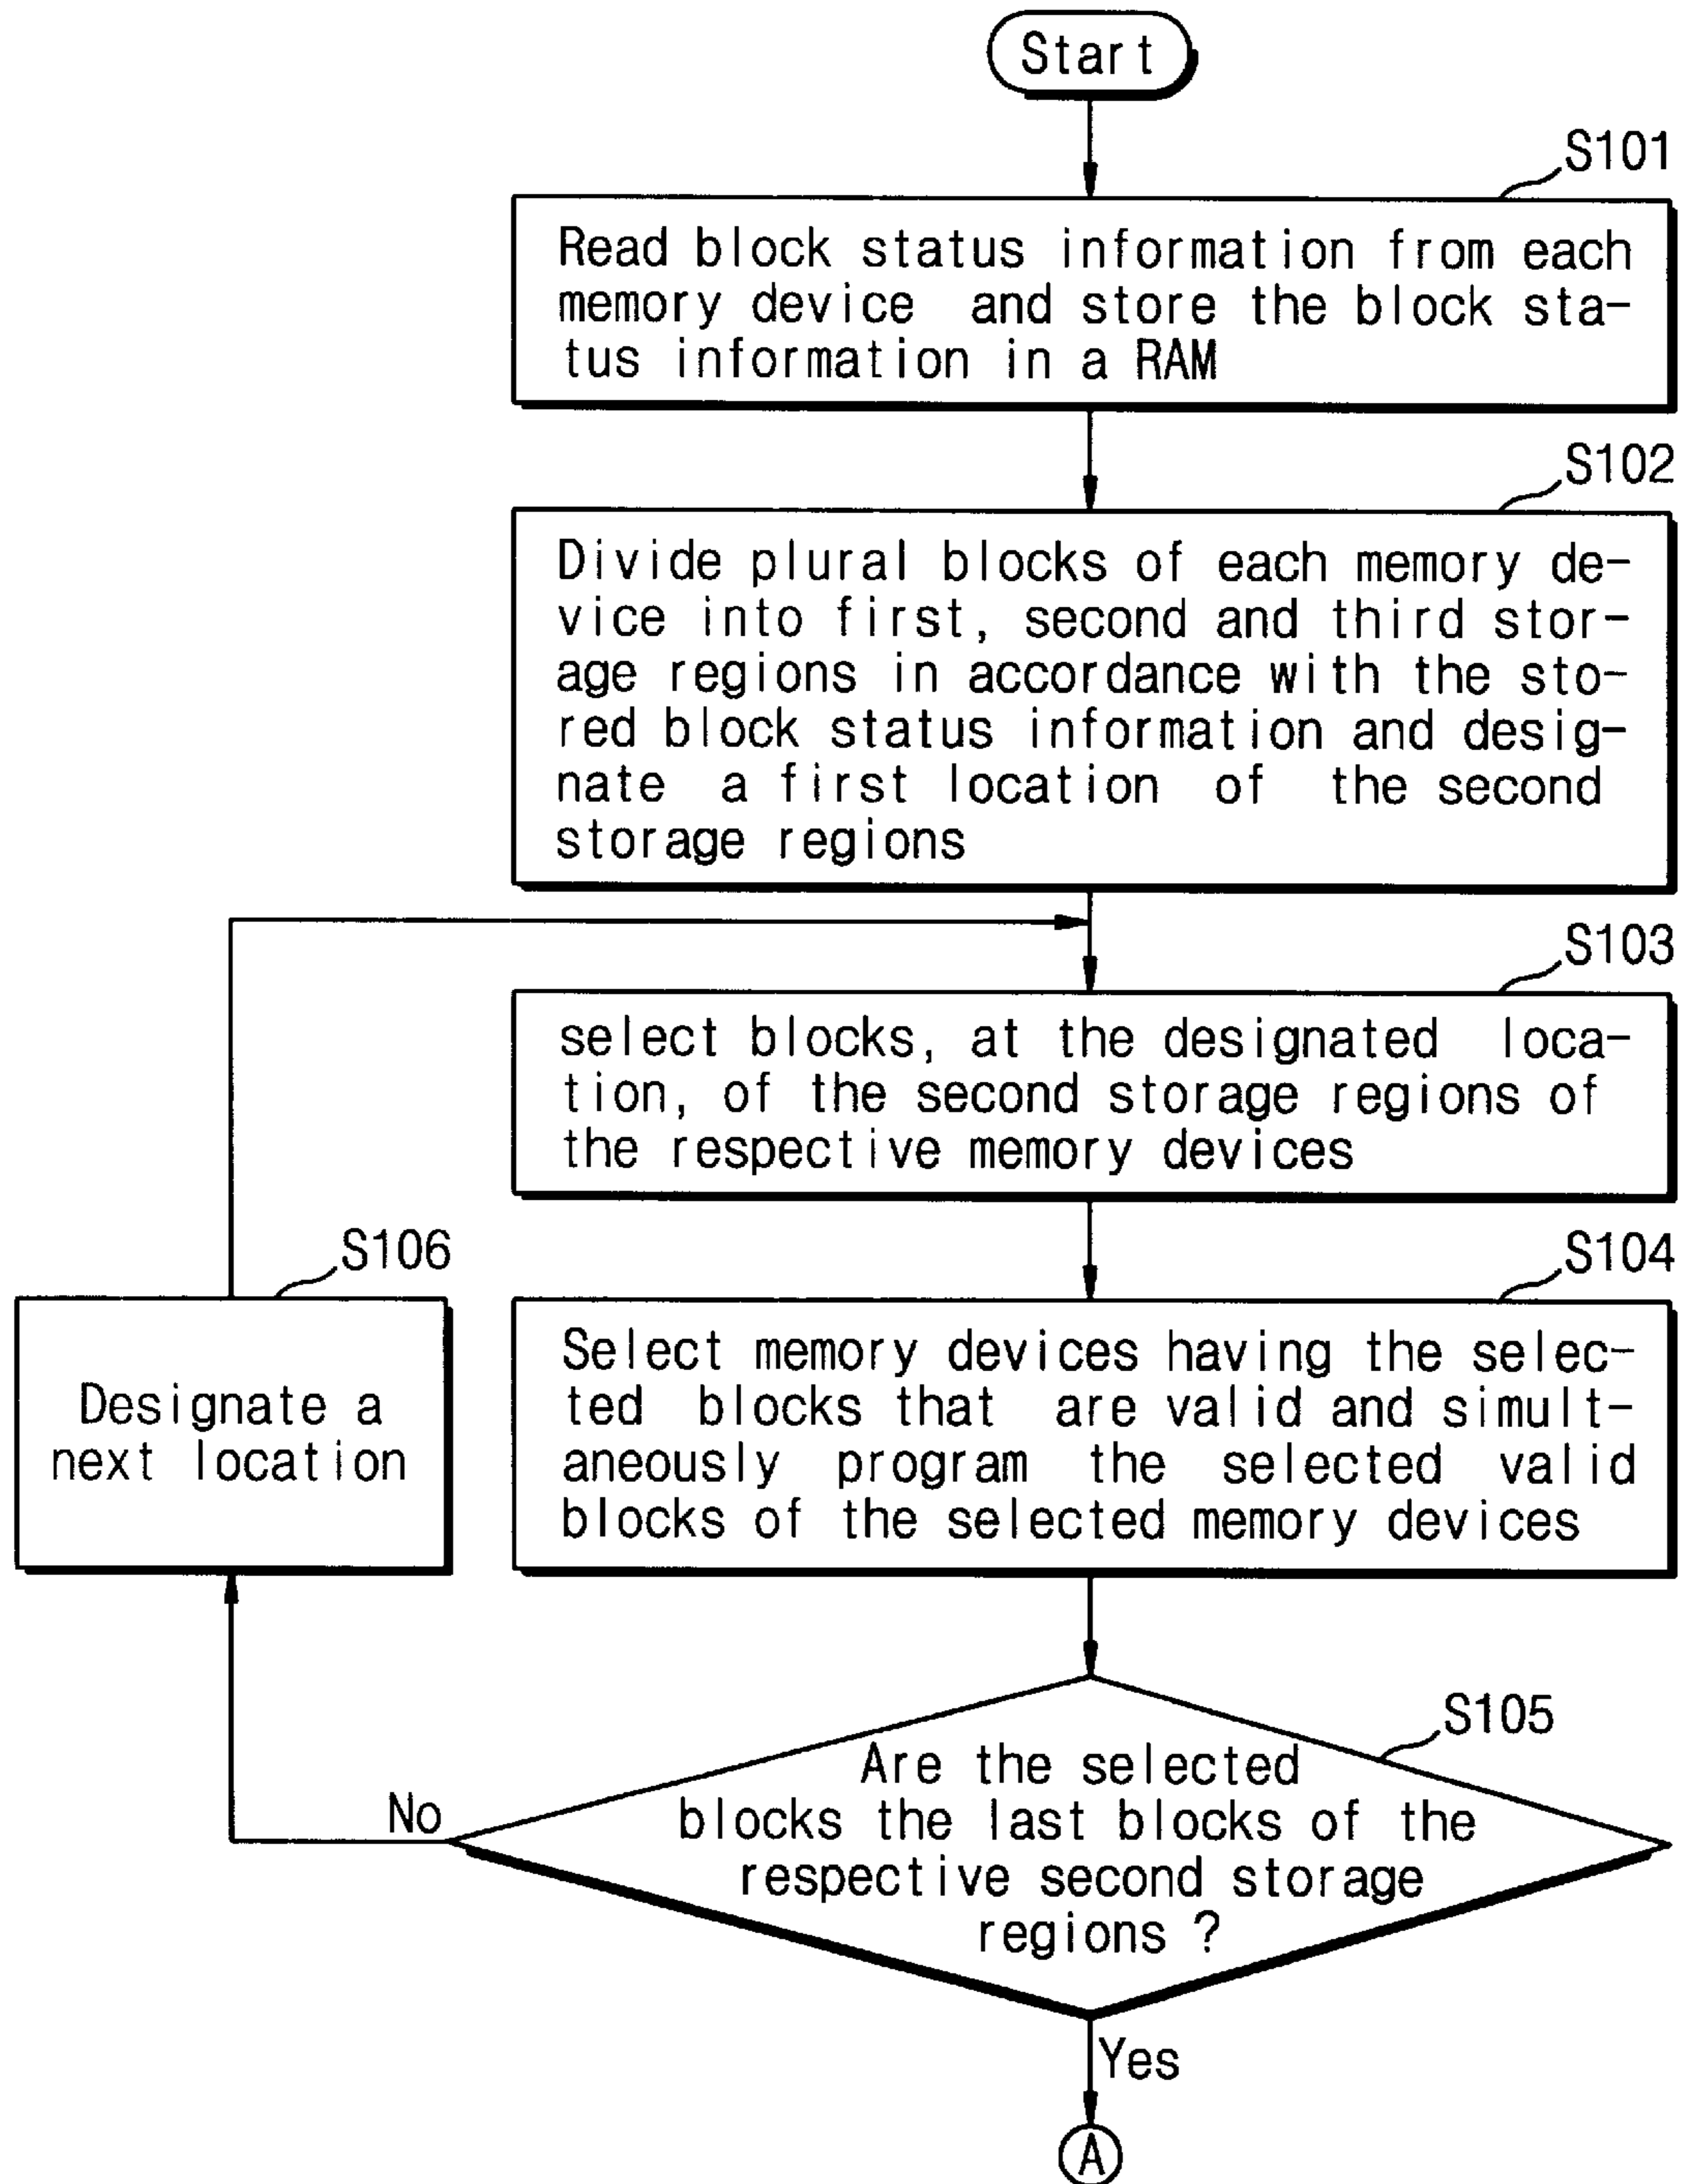 Start
S101
Read block status information from each
memory device and store the block sta-
tus information in a RAM
S102
Divide plural blocks of each memory de-
vice into first, second and third stor-
age regions in accordance with the sto-
red block status information and desig-
nate a first location of the second
storage regions
S103
select blocks, at the designated loca-
tion, of the second storage regions of
the respective memory devices
S106
Designate a
next location
S104
Select memory devices having the selec-
ted blocks that are valid and simult-
aneously program the selected valid
blocks of the selected memory devices
S105
Are the selected
blocks the last blocks of the
respective second storage
regions ?
No
Yes
A